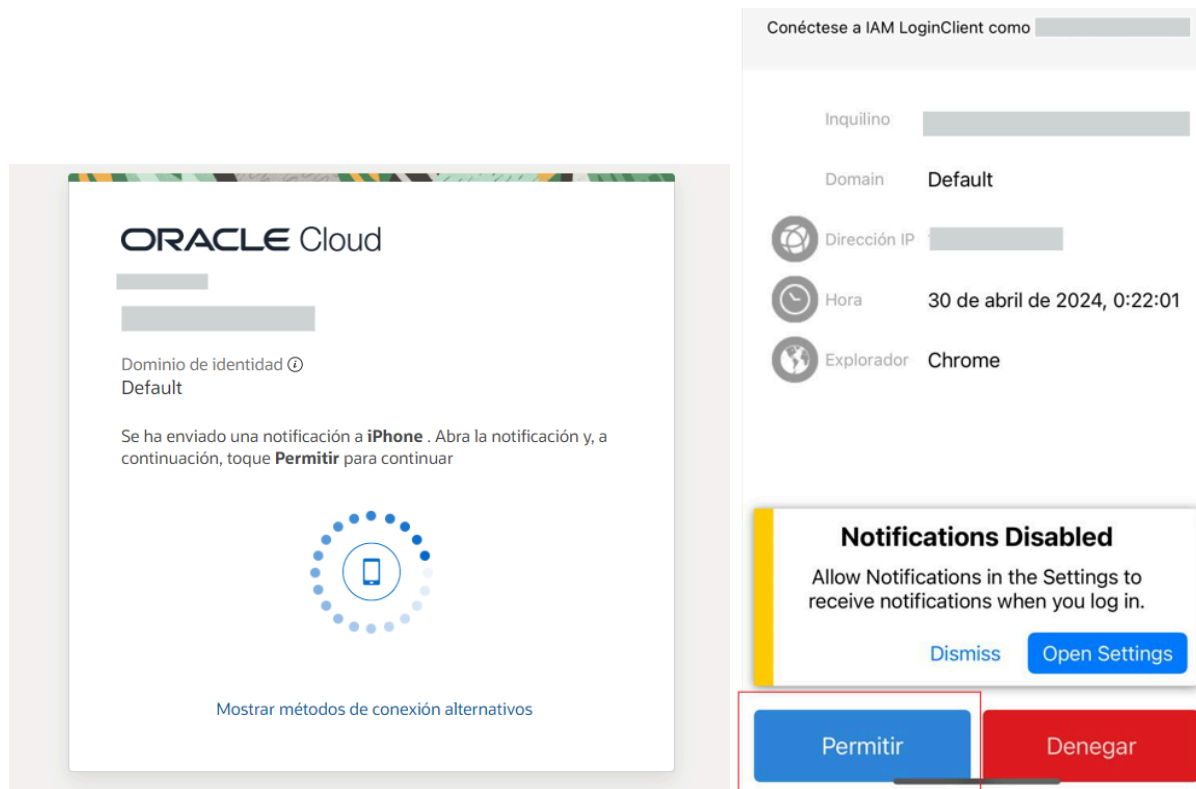 ORACLE Cloud
Dominio de identidad
Default
Se ha enviado una notificación a iPhone . Abra la notificación y, a
continuación, toque Permitir para continuar
Mostrar métodos de conexión alternativos
Conéctese a IAM LoginClient como
Inquilino
Domain Default
Dirección IP
Hora 30 de abril de 2024, 0:22:01
Explorador Chrome
Notifications Disabled
Allow Notifications in the Settings to
receive notifications when you log in.
Dismiss Open Settings
Permitir Denegar